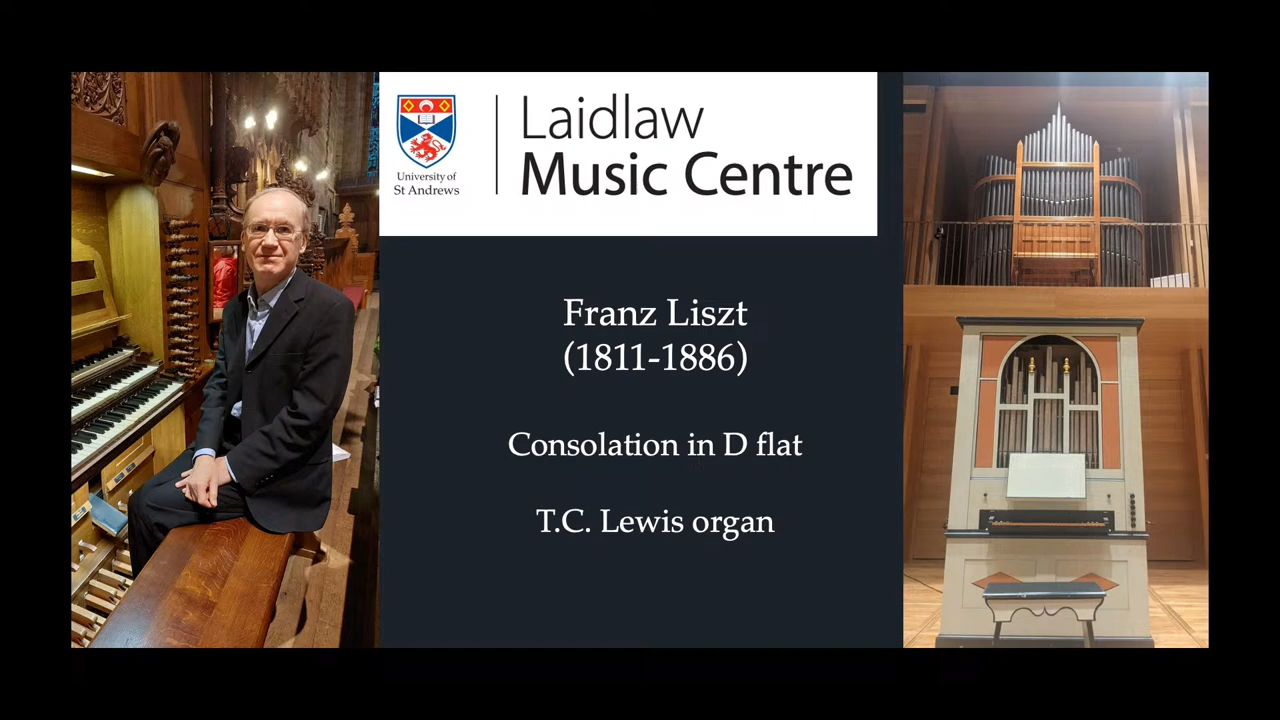 University of
St Andrews
Laidlaw
Music Centre
Franz Liszt
(1811-1886)
Consolation in D flat
T.C. Lewis organ